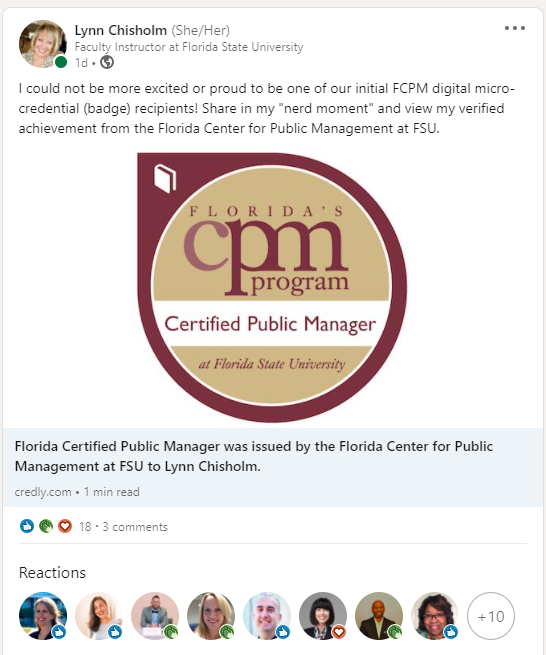 Lynn Chisholm (She/Her)
Faculty Instructor at Florida State University
1d •
I could not be more excited or proud to be one of our initial FCPM digital micro-
credential (badge) recipients! Share in my "nerd moment" and view my verified
achievement from the Florida Center for Public Management at FSU.
FLORIDA'S
cpm
program
Certified Public Manager
at Florida State University
Florida Certified Public Manager was issued by the Florida Center for Public
Management at FSU to Lynn Chisholm.
credly.com • 1 min read
18 · 3 comments
Reactions
+10